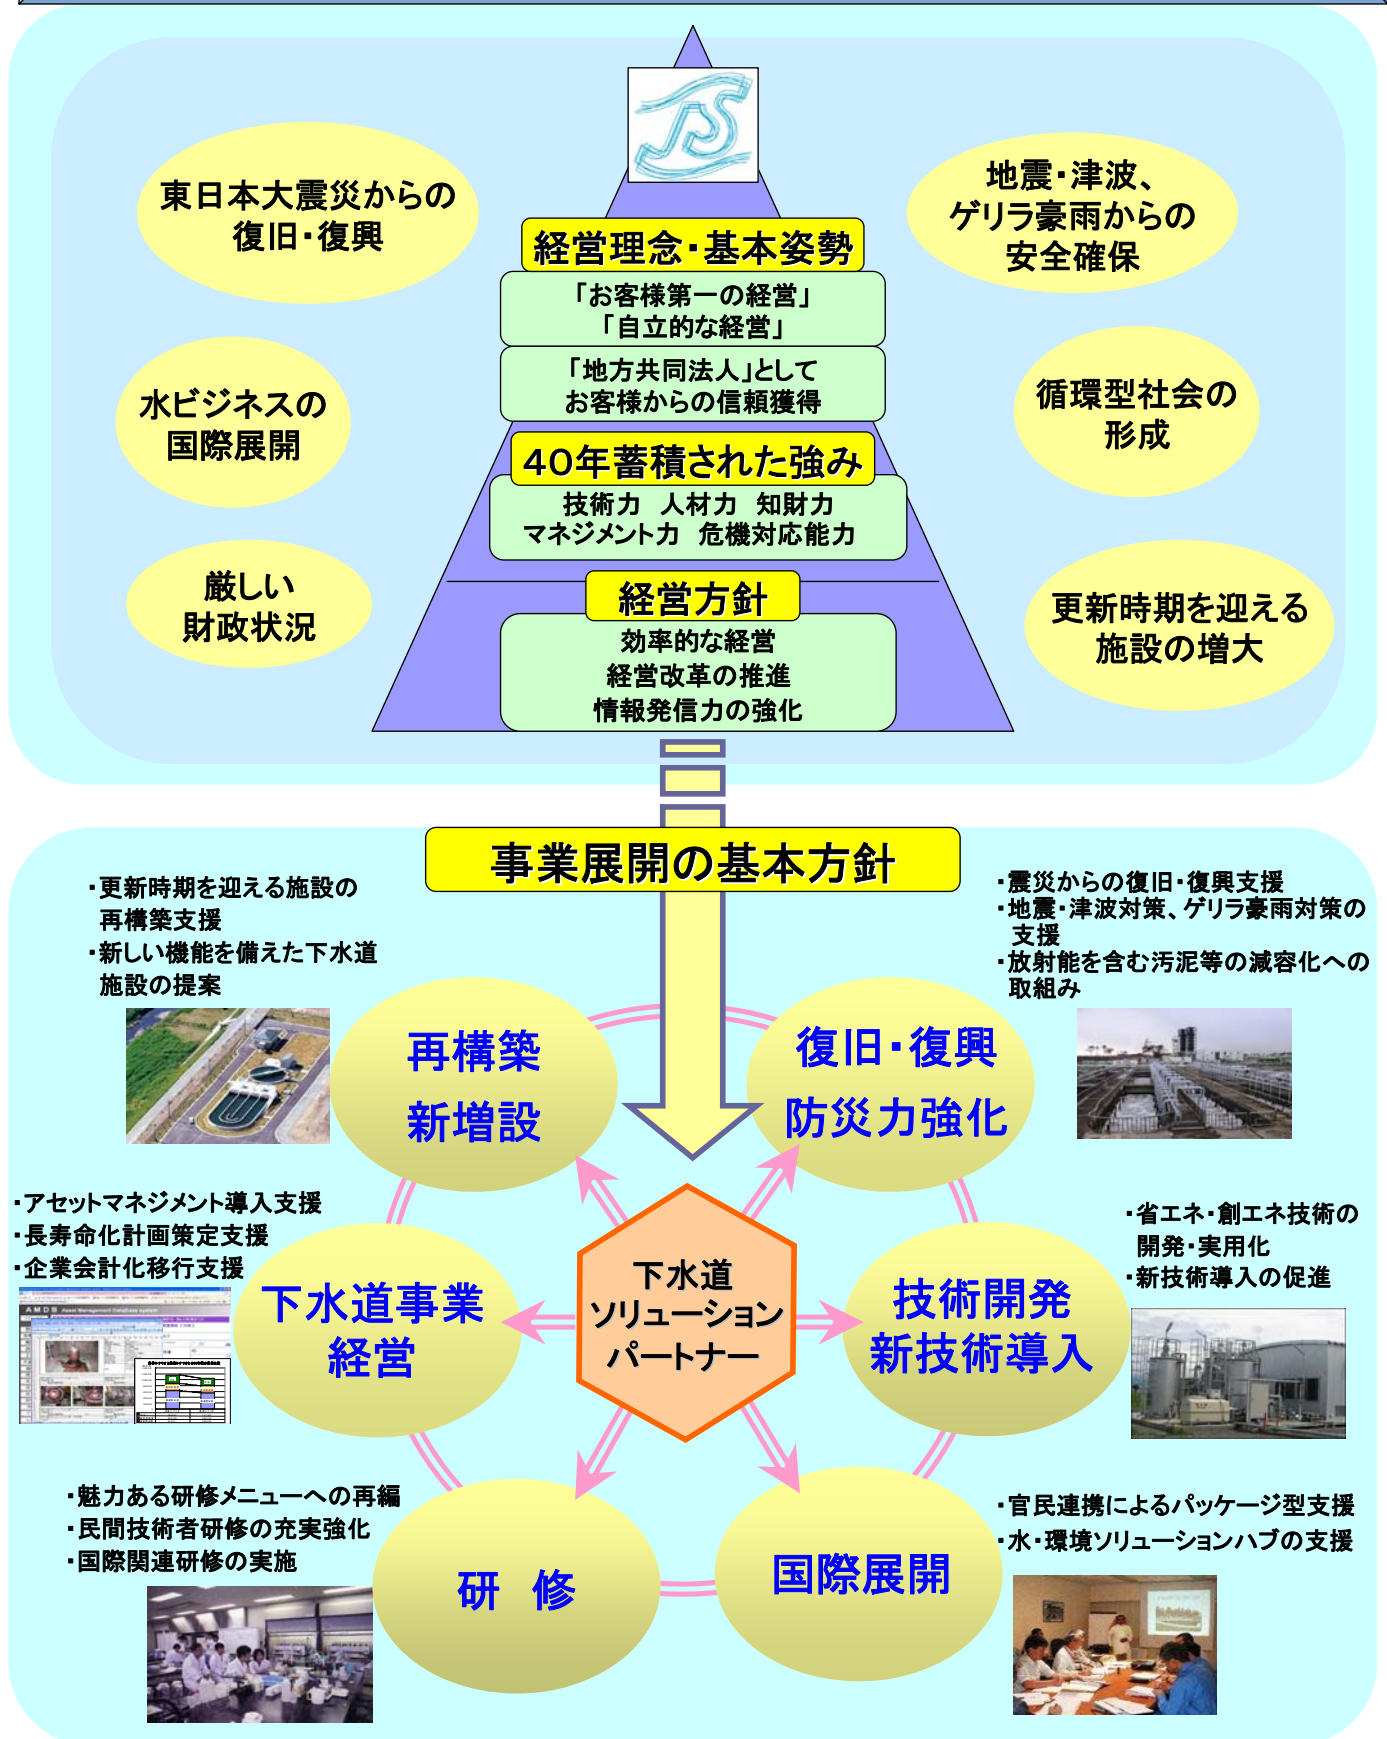 JS
東日本大震災からの
復旧・復興
地震・津波、
ゲリラ豪雨からの
安全確保
水ビジネスの
国際展開
循環型社会の
形成
厳しい
財政状況
更新時期を迎える
施設の増大
経営理念・基本姿勢
「お客様第一の経営」
「自立的な経営」
「地方共同法人」として
お客様からの信頼獲得
40年蓄積された強み
技術力 人材力 知財力
マネジメント力 危機対応能力
経営方針
効率的な経営
経営改革の推進
情報発信力の強化
事業展開の基本方針
・更新時期を迎える施設の
再構築支援
・新しい機能を備えた下水道
施設の提案
再構築
新増設
・震災からの復旧・復興支援
・地震・津波対策、ゲリラ豪雨対策の
支援
・放射能を含む汚泥等の減容化への
取組み
復旧・復興
防災力強化
・アセットマネジメント導入支援
・長寿命化計画策定支援
・企業会計化移行支援
AMDB Asset Management Database system
下水道事業
経営
下水道
ソリューション
パートナー
・省エネ・創エネ技術の
開発・実用化
・新技術導入の促進
技術開発
新技術導入
・魅力ある研修メニューへの再編
・民間技術者研修の充実強化
・国際関連研修の実施
研 修
・官民連携によるパッケージ型支援
・水・環境ソリューションハブの支援
国際展開